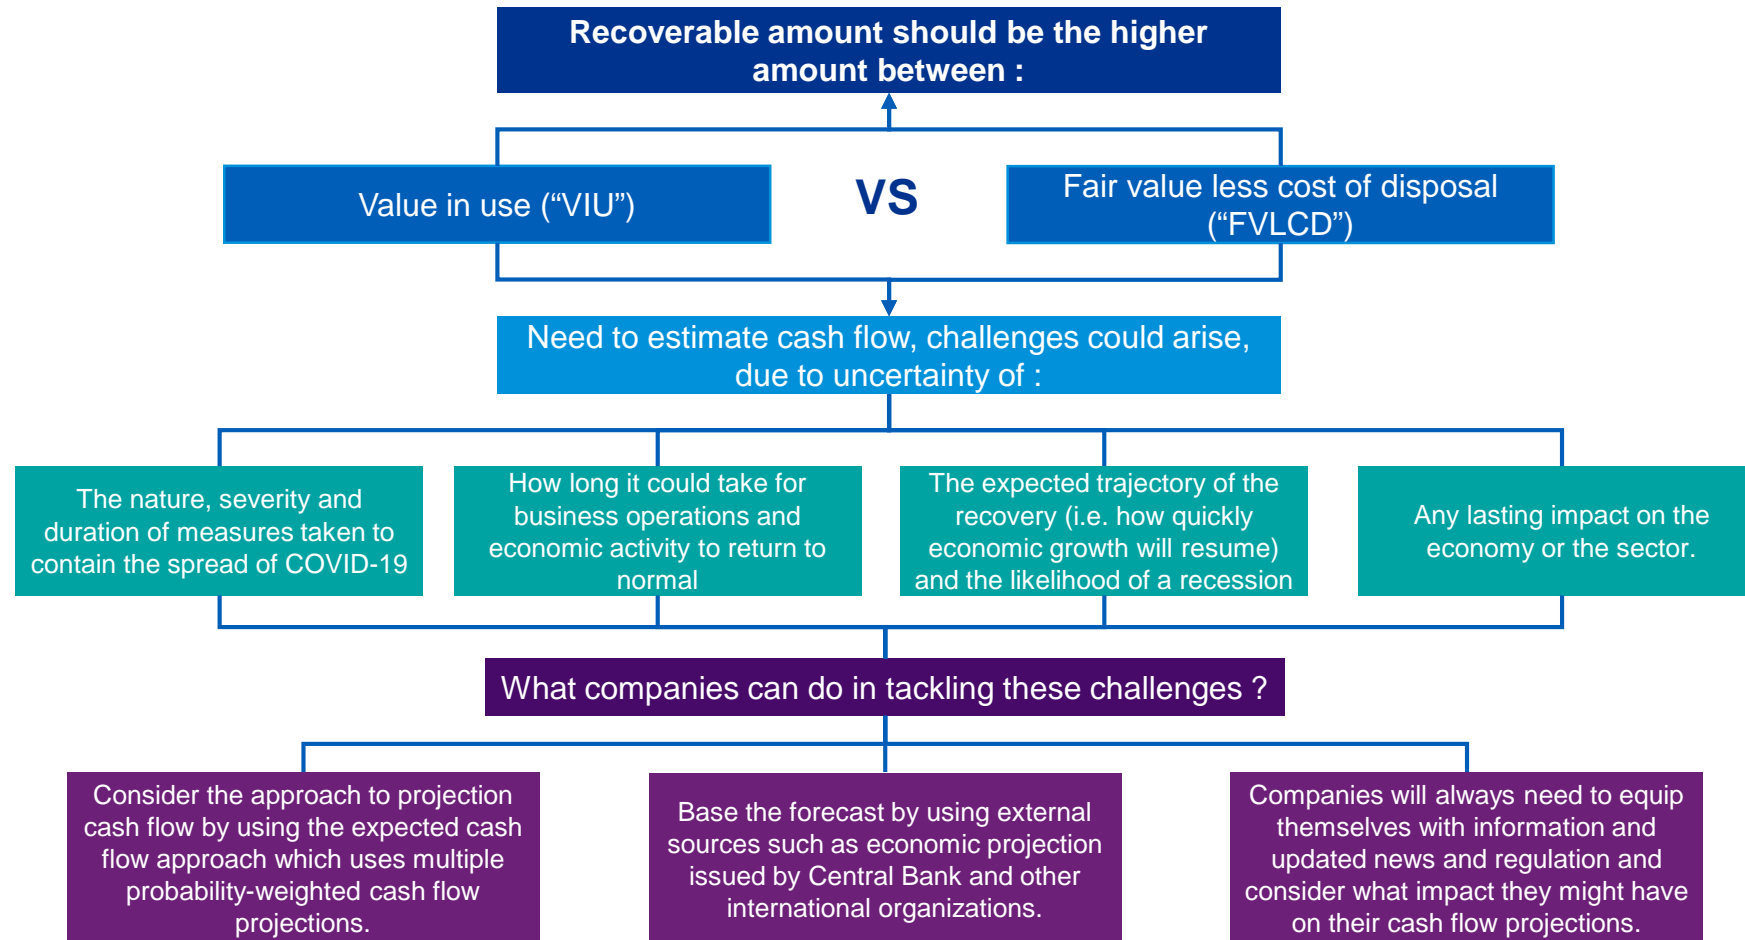 Recoverable amount should be the higher
amount between :
Value in use (“VIU”)
VS
Fair value less cost of disposal
(“FVLCD”)
Need to estimate cash flow, challenges could arise,
due to uncertainty of :
The nature, severity and
duration of measures taken to
contain the spread of COVID-19
How long it could take for
business operations and
economic activity to return to
normal
The expected trajectory of the
recovery (i.e. how quickly
economic growth will resume)
and the likelihood of a recession
Any lasting impact on the
economy or the sector.
What companies can do in tackling these challenges ?
Consider the approach to projection
cash flow by using the expected cash
flow approach which uses multiple
probability-weighted cash flow
projections.
Base the forecast by using external
sources such as economic projection
issued by Central Bank and other
international organizations.
Companies will always need to equip
themselves with information and
updated news and regulation and
consider what impact they might have
on their cash flow projections.